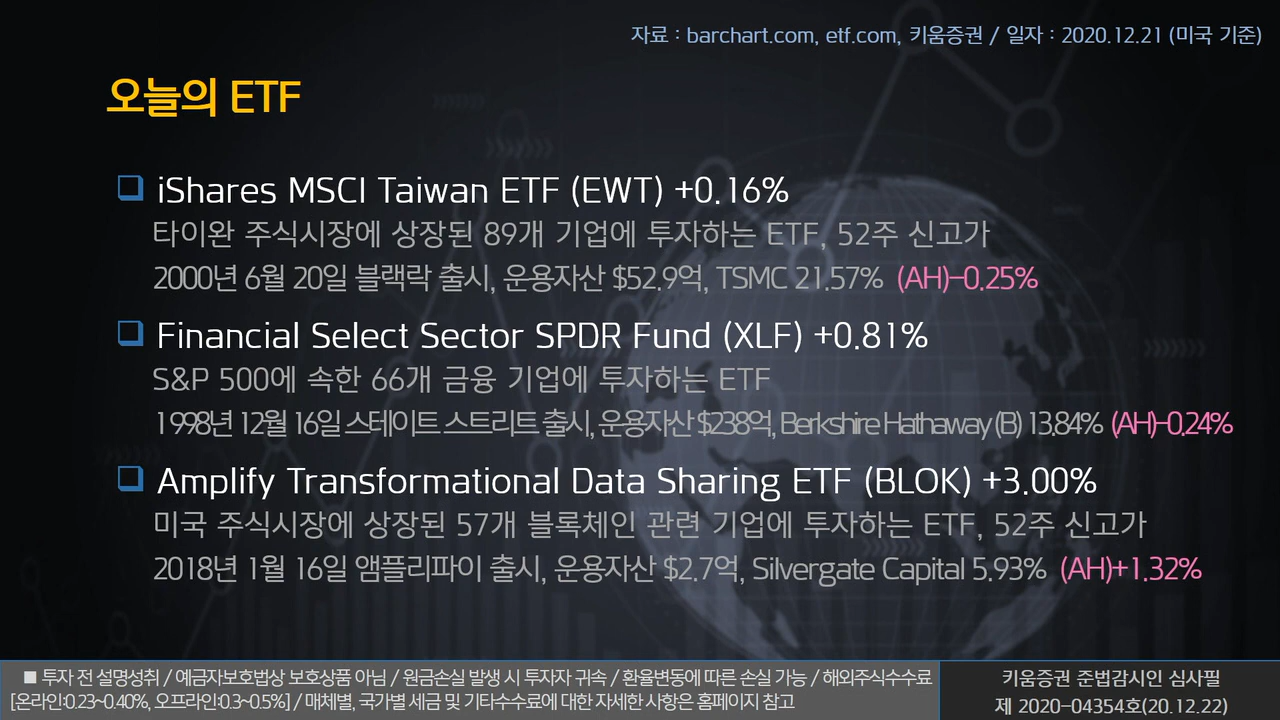 자료 : barchart.com, etf.com, 키움증권 / 일자 : 2020.12.21 (미국 기준)
오늘의 ETF
❑ iShares MSCI Taiwan ETF (EWT) +0.16%
타이완 주식시장에 상장된 89개 기업에 투자하는 ETF, 52주 신고가
2000년 6월 20일 블랙락 출시, 운용자산 $52.9억, TSMC 21.57% (AH)-0.25%
❑ Financial Select Sector SPDR Fund (XLF) +0.81%
S&P 500에 속한 66개 금융 기업에 투자하는 ETF
1998년 12월 16일 스테이트 스트리트 출시, 운용자산 $238억, Berkshire Hathaway (B) 13.84% (AH)-0.24%
❑ Amplify Transformational Data Sharing ETF (BLOK) +3.00%
미국 주식시장에 상장된 57개 블록체인 관련 기업에 투자하는 ETF, 52주 신고가
2018년 1월 16일 앰플리파이 출시, 운용자산 $2.7억, Silvergate Capital 5.93% (AH)+1.32%
■ 투자 전 설명성취 / 예금자보호법상 보호상품 아님 / 원금손실 발생 시 투자자 귀속 / 환율변동에 따른 손실 가능 / 해외주식수수료
[온라인:0.23~0.40%, 오프라인:0.3~0.5%] / 매체별, 국가별 세금 및 기타수수료에 대한 자세한 사항은 홈페이지 참고
키움증권 준법감시인 심사필
제 2020-04354호(20.12.22)